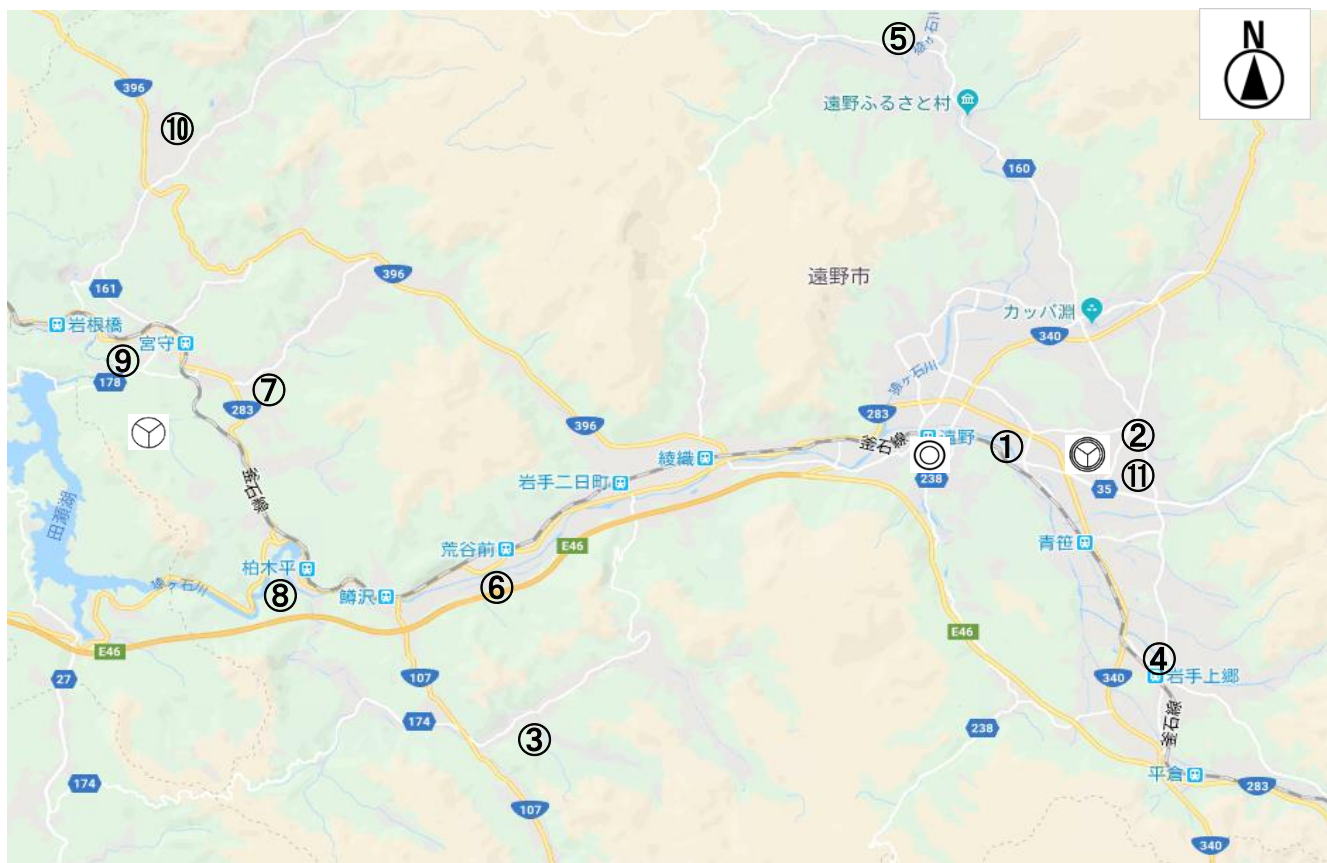 ⑤
猿ヶ石川
N
396
⑩
遠野ふるさと村
160
396
161
遠野市
カッパ淵
岩根橋
宮守
340
⑨
178
⑦
283
猿ヶ石川
283
396
遠野
①
②
釜石線
綾織
238
⑪
35
岩手二日町
釜石線
田瀬湖
荒谷前
E46
青笹
柏木平
⑥
猿ヶ石川
⑧
鱒沢
E46
E46
④
岩手上郷
27
107
340
174
釜石線
③
238
174
平倉
283
107
340